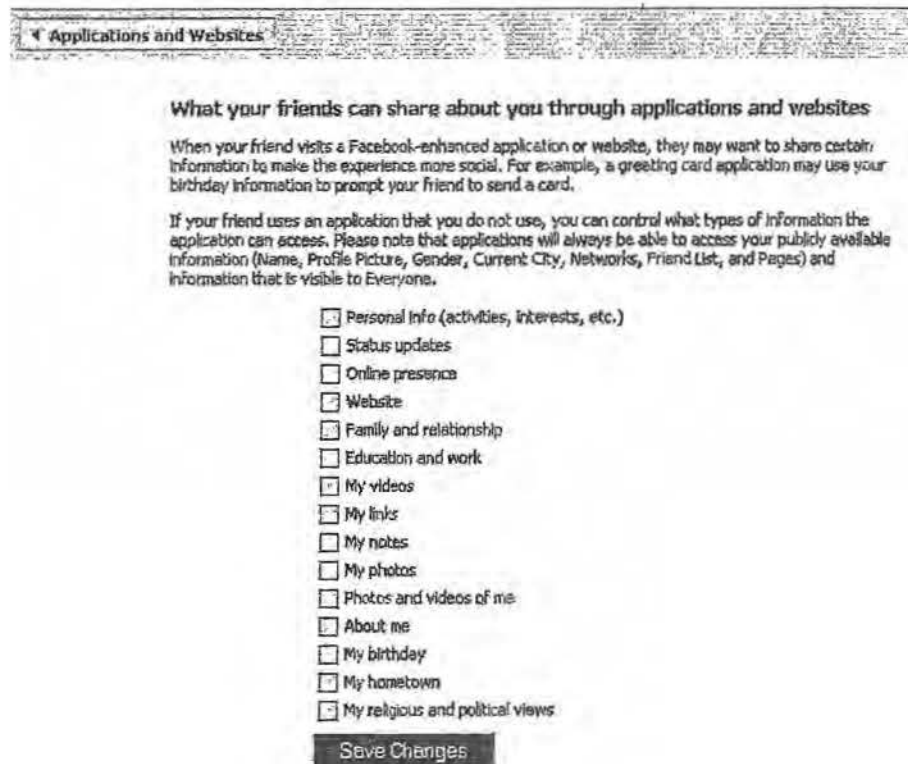 Applications and Websites
What your friends can share about you through applications and websites
When your friend visits a Facebook-enhanced application or website, they may want to share certain
information to make the experience more social. For example, a greeting card application may use your
birthday information to prompt your friend to send a card.
If your friend uses an application that you do not use, you can control what types of information the
application can access. Please note that applications will always be able to access your publicly available
information (Name, Profile Picture, Gender, Current City, Networks, Friend List, and Pages) and
information that is visible to Everyone.
Personal info (activities, interests, etc.)
Status updates
Online presence
Website
Family and relationship
Education and work
My videos
My links
My notes
My photos
Photos and videos of me
About me
My birthday
My hometown
My religious and political views
Save Changes